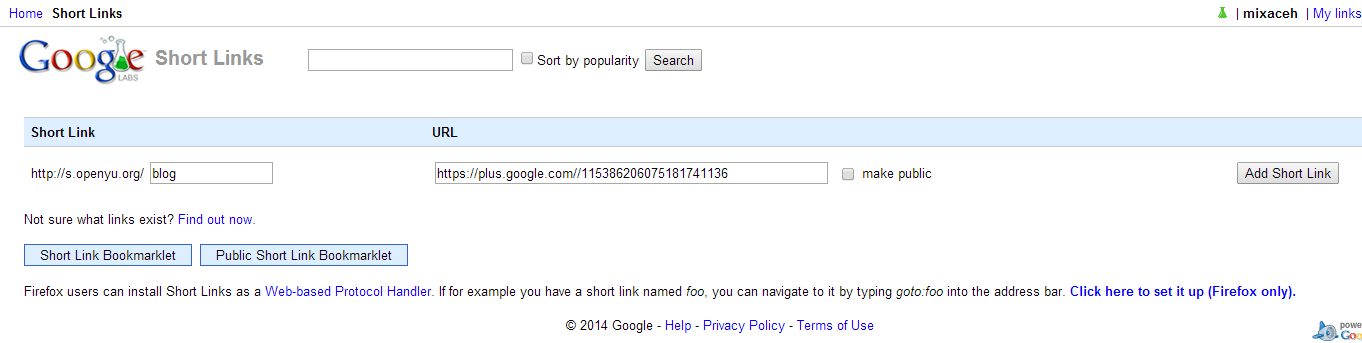 Home Short Links | mixaceh | My links
Google LABS Short Links Sort by popularity Search
Short Link URL
http://s.openyu.org/ blog https://plus.google.com//115386206075181741136 make public Add Short Link
Not sure what links exist? Find out now.
Short Link Bookmarklet Public Short Link Bookmarklet
Firefox users can install Short Links as a Web-based Protocol Handler. If for example you have a short link named foo, you can navigate to it by typing goto:foo into the address bar. Click here to set it up (Firefox only).
© 2014 Google - Help - Privacy Policy - Terms of Use